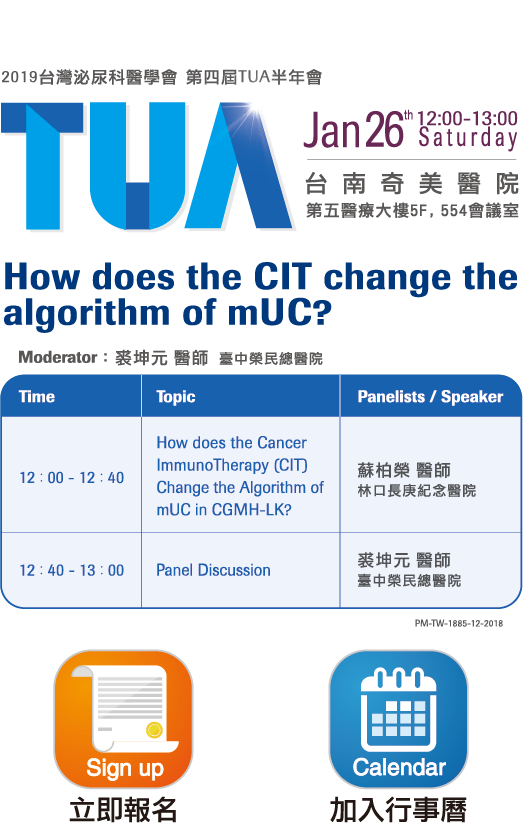 2019台灣泌尿科醫學會 第四屆TUA半年會
TUA
Jan 26th 12:00-13:00
Saturday
台南奇美醫院
第五醫療大樓5F, 554會議室
How does the CIT change the
algorithm of mUC?
Moderator：裘坤元 醫師 臺中榮民總醫院
Time Topic Panelists / Speaker
12：00 - 12：40
How does the Cancer
ImmunoTherapy (CIT)
Change the Algorithm of
mUC in CGMH-LK?
蘇柏榮 醫師
林口長庚紀念醫院
12：40 - 13：00
Panel Discussion
裘坤元 醫師
臺中榮民總醫院
PM-TW-1885-12-2018
Sign up
立即報名
Calendar
加入行事曆